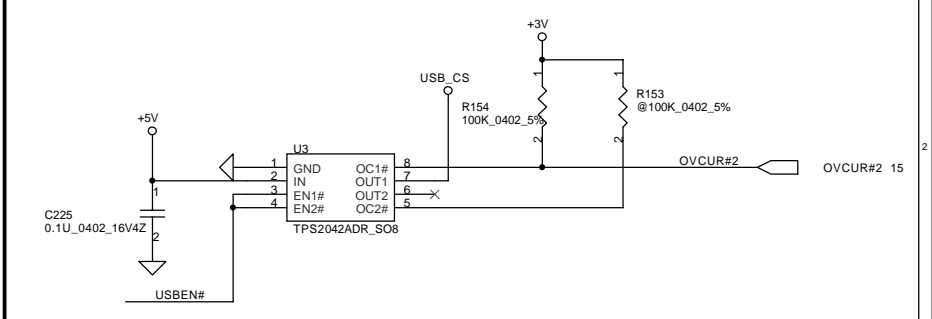 +3V
USB_CS
1
1
R154
100K_0402_5%
R153
@100K_0402_5%
+5V
2
2
2
U3
OVCUR#2
OVCUR#2 15
1
GND
OC1#
8
2
IN
OUT1
7
3
EN1#
OUT2
6
4
EN2#
OC2#
5
TPS2042ADR_SO8
1
C225
0.1U_0402_16V4Z
2
USBEN#